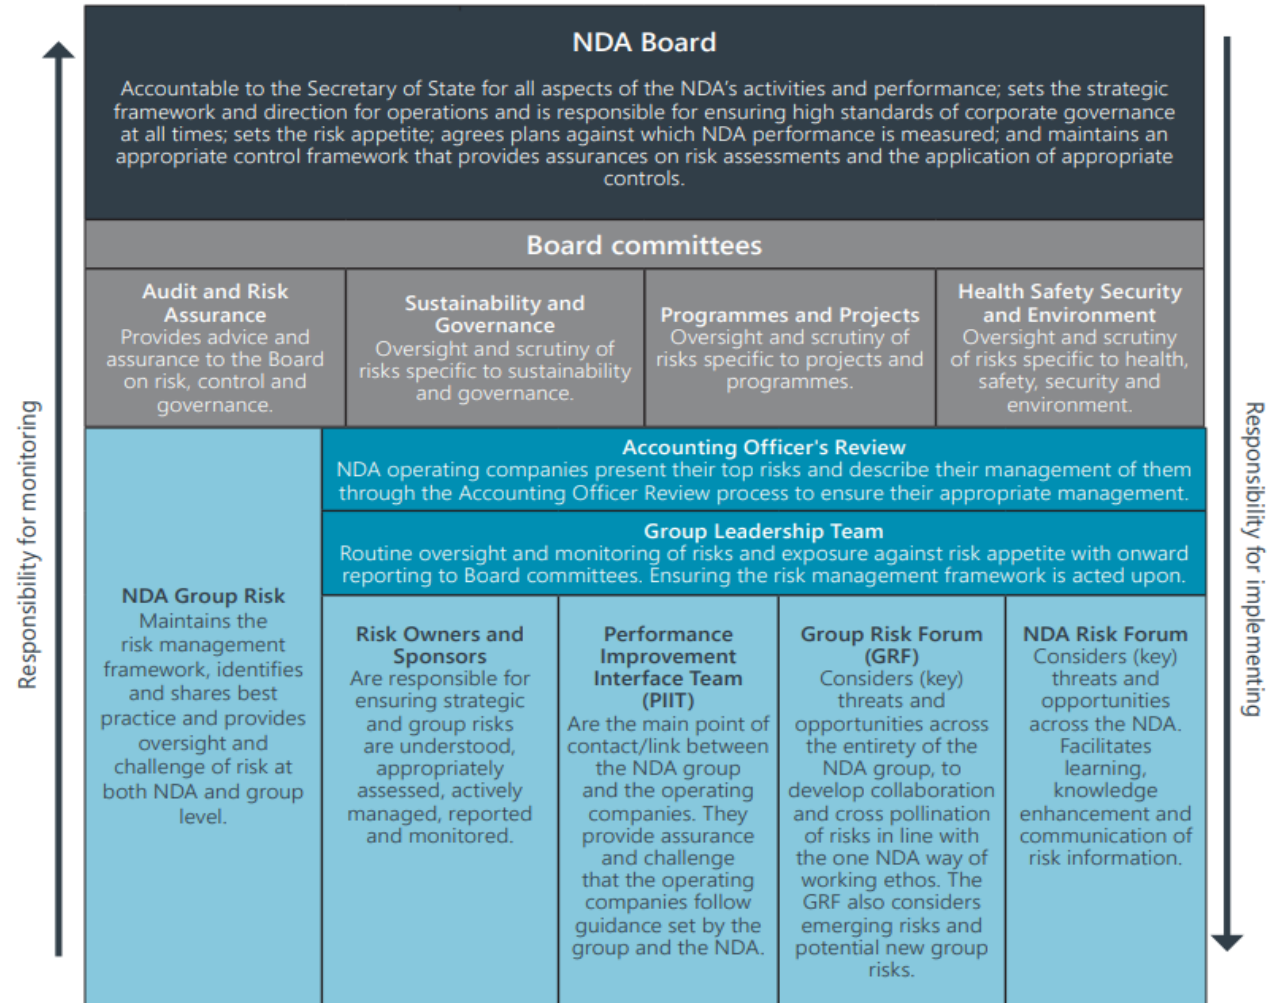 NDA Board
Accountable to the Secretary of State for all aspects of the NDA's activities and performance; sets the strategic
framework and direction for operations and is responsible for ensuring high standards of corporate governance
at all times; sets the risk appetite; agrees plans against which NDA performance is measured; and maintains an
appropriate control framework that provides assurances on risk assessments and the application of appropriate
controls.
Board committees
Audit and Risk
Assurance
Provides advice and
assurance to the Board
on risk, control and
governance.
Sustainability and
Governance
Oversight and scrutiny of
risks specific to sustainability
and governance.
Programmes and Projects
Oversight and scrutiny of
risks specific to projects and
programmes.
Health Safety Security
and Environment
Oversight and scrutiny
of risks specific to health,
safety, security and
environment.
Responsibility for monitoring
NDA Group Risk
Maintains the
risk management
framework, identifies
and shares best
practice and provides
oversight and
challenge of risk at
both NDA and group
level.
Accounting Officer's Review
NDA operating companies present their top risks and describe their management of them
through the Accounting Officer Review process to ensure their appropriate management.
Group Leadership Team
Routine oversight and monitoring of risks and exposure against risk appetite with onward
reporting to Board committees. Ensuring the risk management framework is acted upon.
Risk Owners and
Sponsors
Are responsible for
ensuring strategic
and group risks
are understood,
appropriately
assessed, actively
managed, reported
and monitored.
Performance
Improvement
Interface Team
(PIIT)
Are the main point of
contact/link between
the NDA group
and the operating
companies. They
provide assurance
and challenge
that the operating
companies follow
guidance set by the
group and the NDA.
Group Risk Forum
(GRF)
Considers (key)
threats and
opportunities across
the entirety of the
NDA group, to
develop collaboration
and cross pollination
of risks in line with
the one NDA way of
working ethos. The
GRF also considers
emerging risks and
potential new group
risks.
NDA Risk Forum
Considers (key)
threats and
opportunities
across the NDA.
Facilitates
learning,
knowledge
enhancement and
communication of
risk information.
Responsibility for implementing